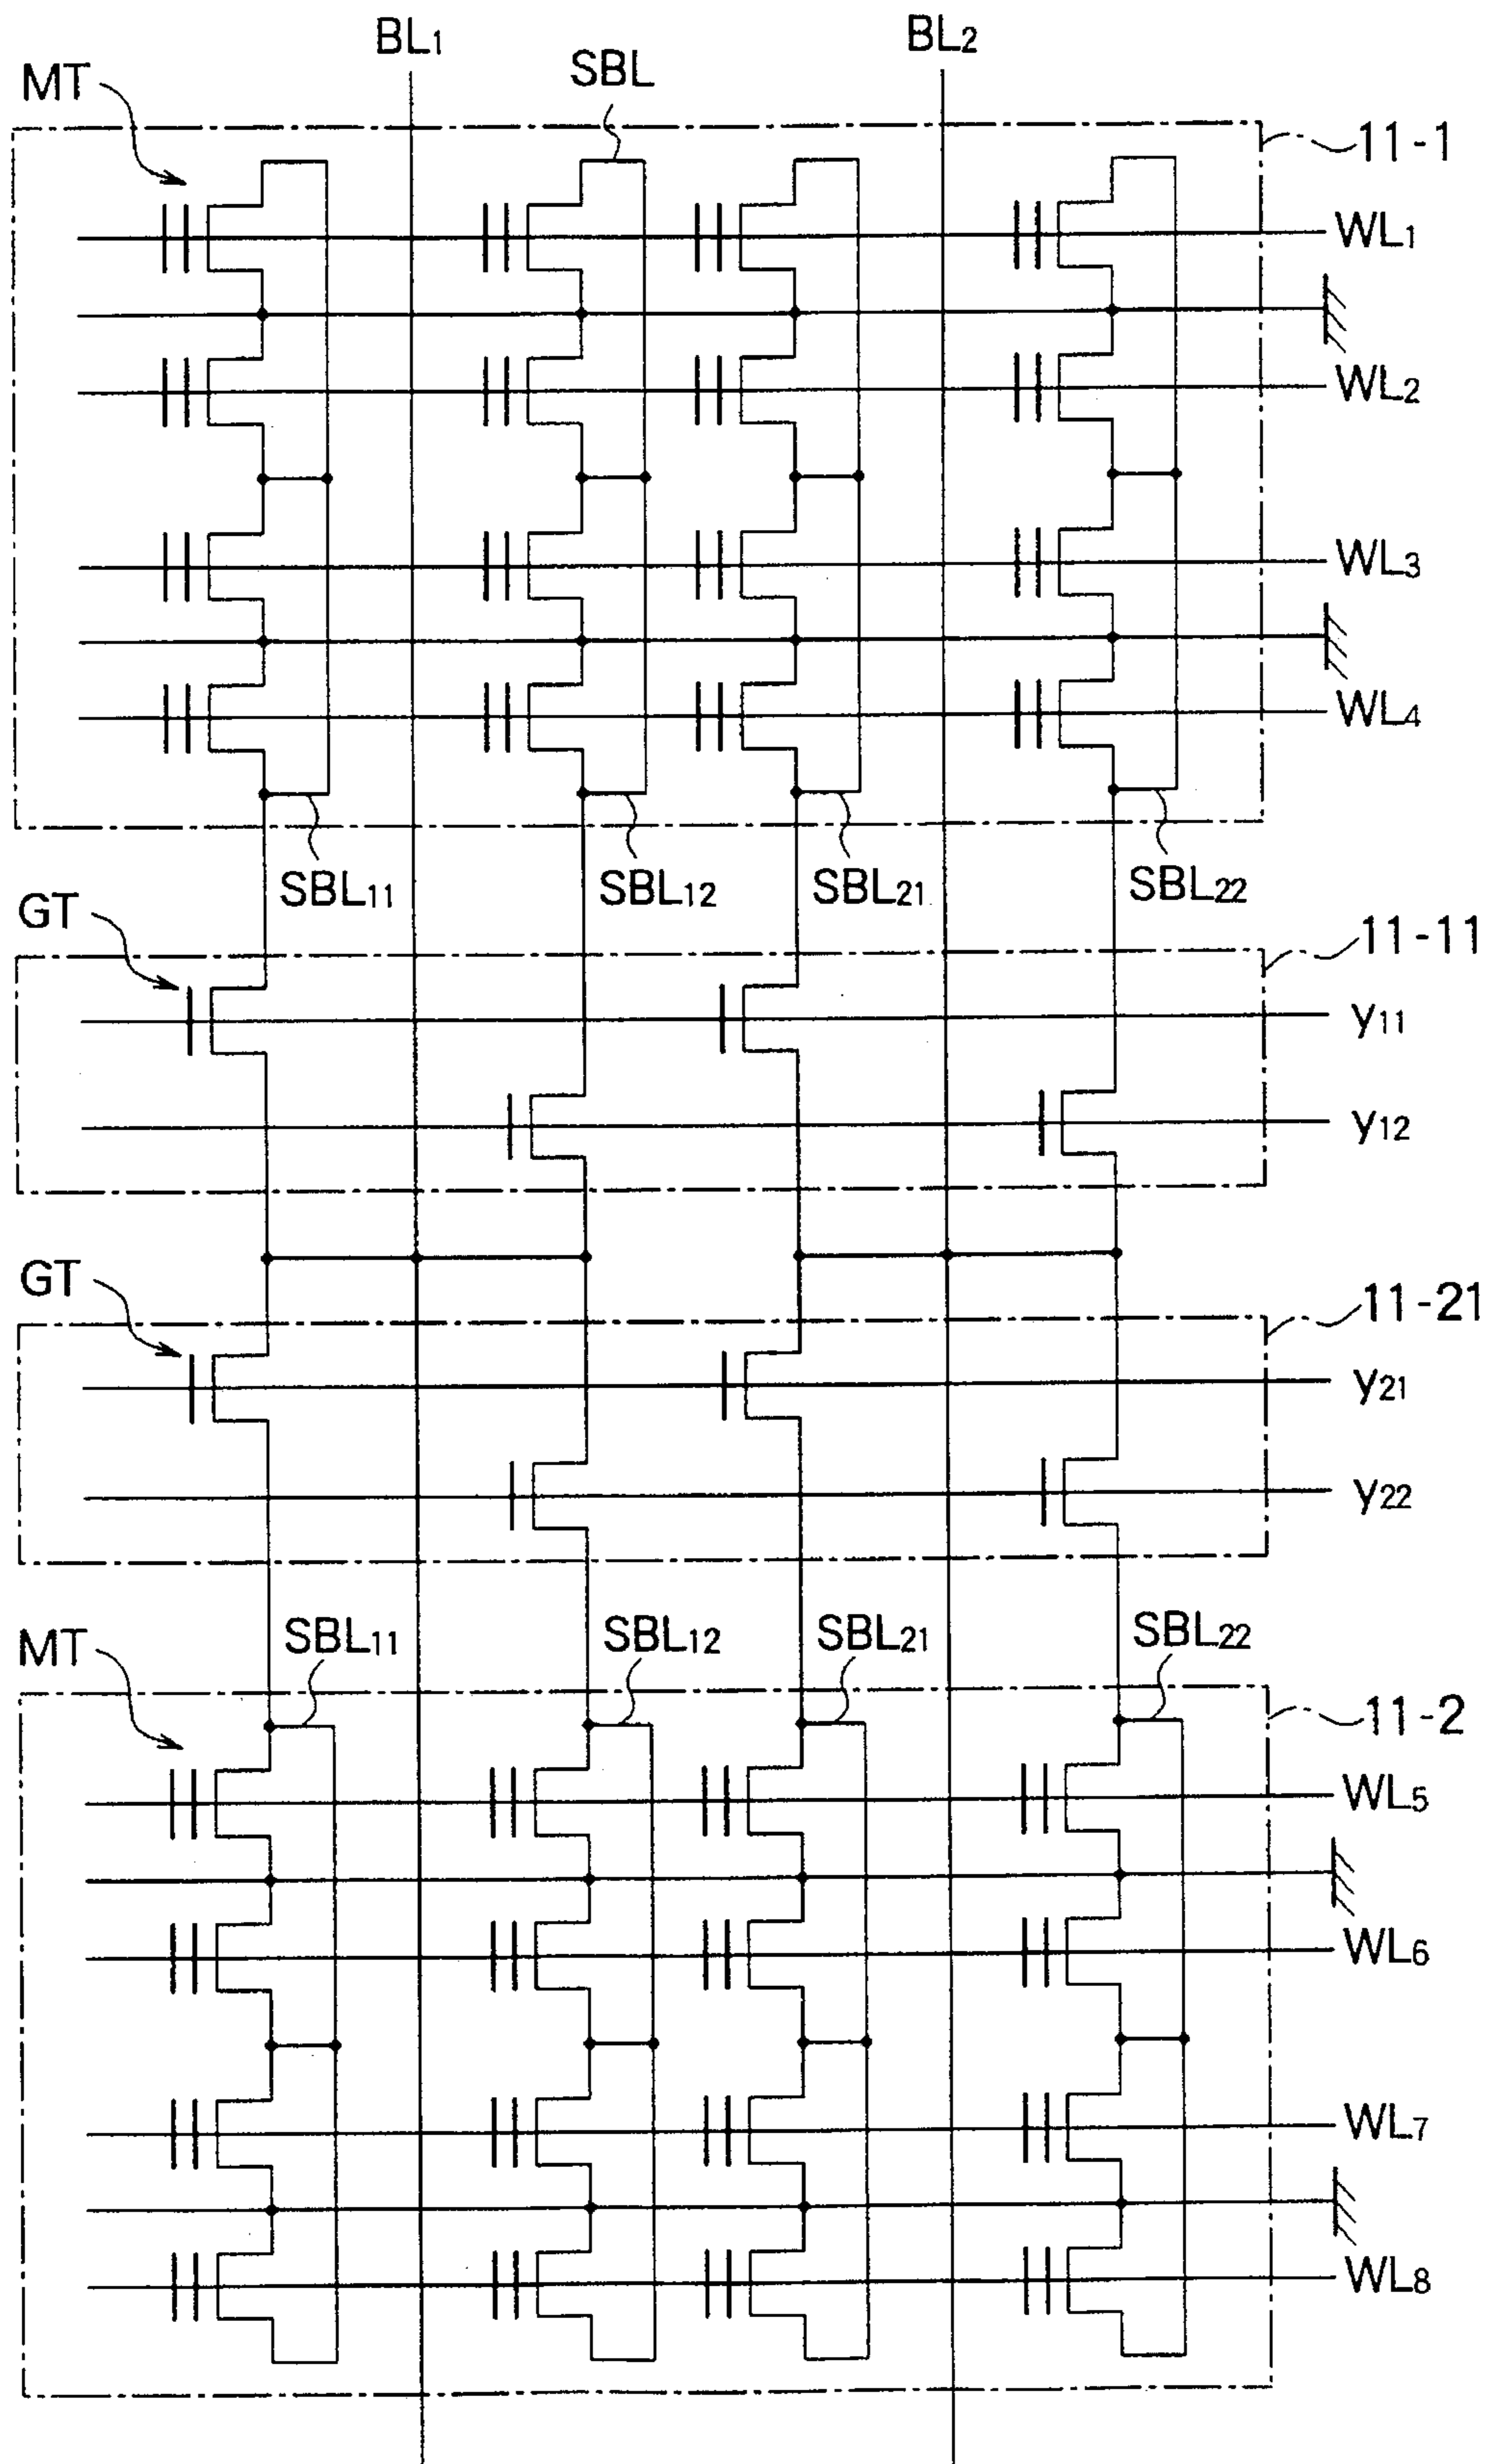 BL1
BL2
SBL
MT
11-1
WL1
WL2
WL3
WL4
SBL11
SBL12
SBL21
SBL22
GT
11-11
y11
y12
GT
11-21
y21
y22
MT
SBL11
SBL12
SBL21
SBL22
11-2
WL5
WL6
WL7
WL8